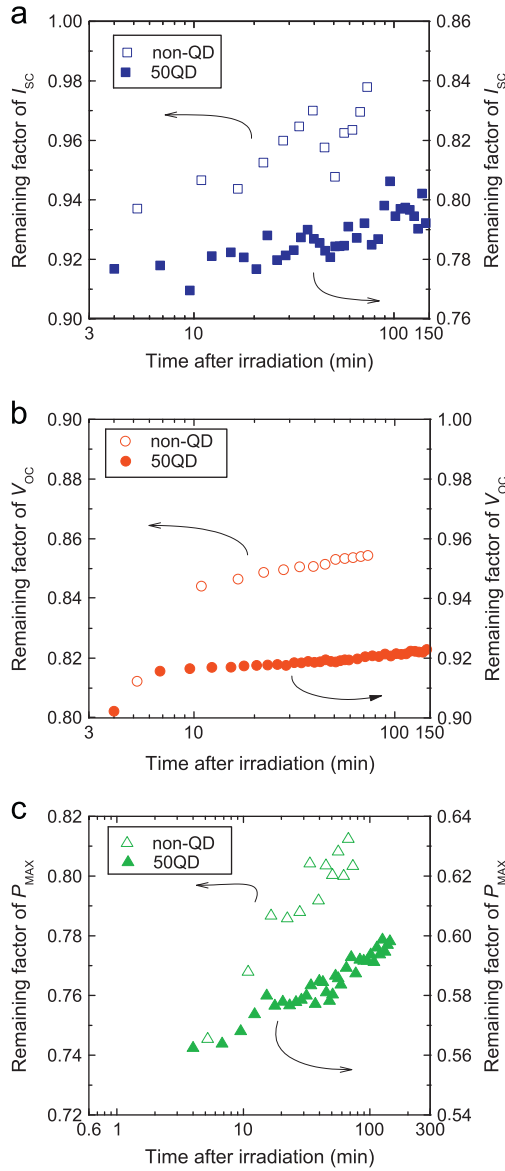 a
1.00
0.98
0.96
0.94
0.92
0.90
Remaining factor of I_SC
non-QD
50QD
0.86
0.84
0.82
0.80
0.78
0.76
Remaining factor of I_SC
3
10
100
150
Time after irradiation (min)
b
0.90
0.88
0.86
0.84
0.82
0.80
Remaining factor of V_OC
non-QD
50QD
1.00
0.98
0.96
0.94
0.92
0.90
Remaining factor of V_OC
3
10
100
150
Time after irradiation (min)
c
0.82
0.80
0.78
0.76
0.74
0.72
Remaining factor of P_MAX
non-QD
50QD
0.64
0.62
0.60
0.58
0.56
0.54
Remaining factor of P_MAX
0.6
1
10
100
300
Time after irradiation (min)